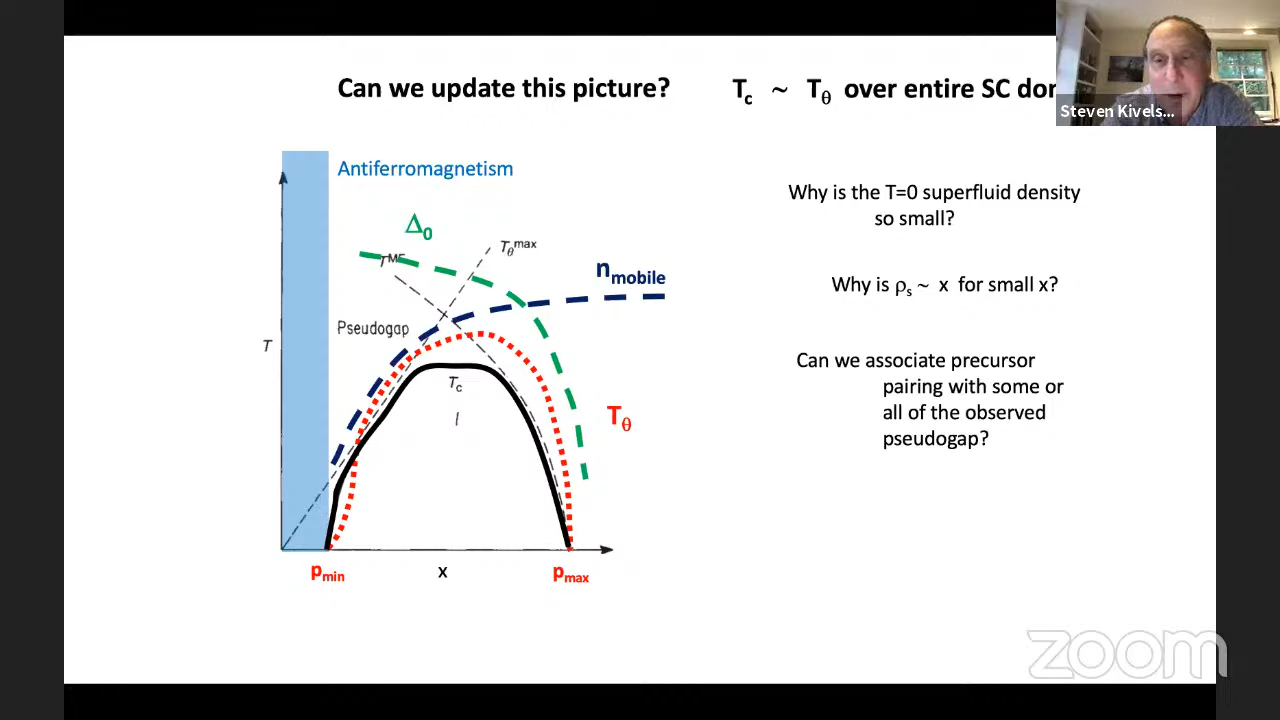 Can we update this picture?
T_c ~ T_θ over entire SC dom
Steven Kivels...
Antiferromagnetism
Δ₀
T^MF
T_θ^max
n_mobile
Pseudogap
T
T_c
T_θ
p_min
x
p_max
Why is the T=0 superfluid density
so small?
Why is ρ_s ~ x for small x?
Can we associate precursor
pairing with some or
all of the observed
pseudogap?
zoom